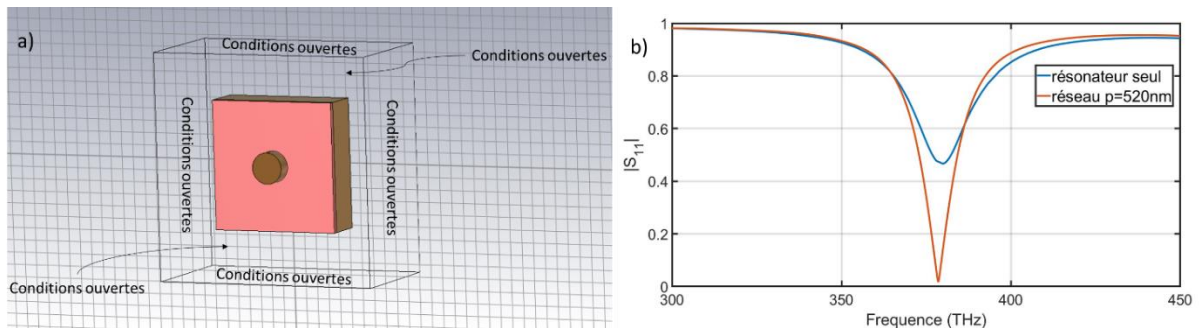 a)
Conditions ouvertes
Conditions ouvertes
Conditions ouvertes
Conditions ouvertes
Conditions ouvertes
Conditions ouvertes
b)
1
0.8
0.6
0.4
0.2
0
|S11|
résonateur seul
réseau p=520nm
300
350
400
450
Frequence (THz)